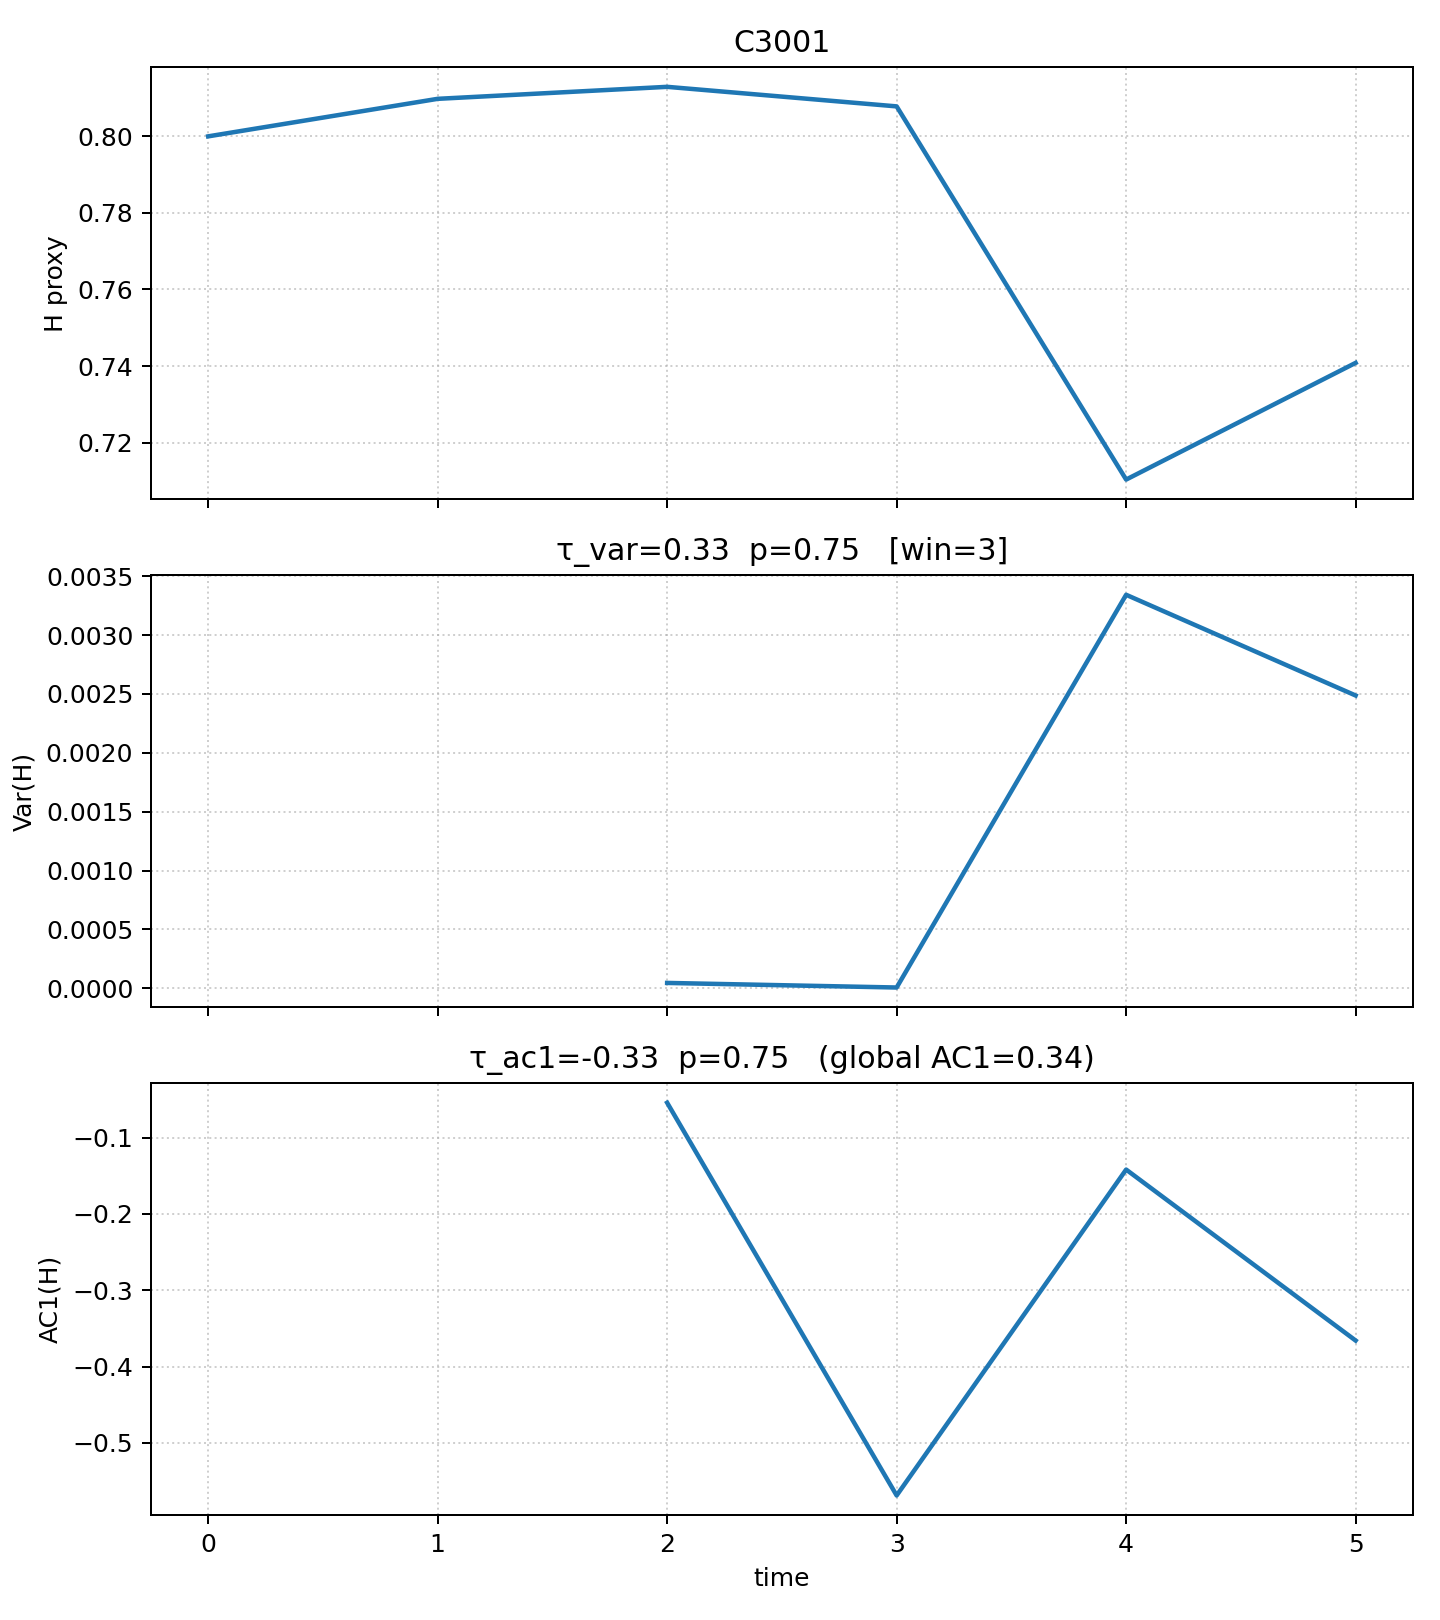 C3001
0.80
0.78
0.76
0.74
0.72
H proxy
τ_var=0.33  p=0.75   [win=3]
0.0035
0.0030
0.0025
0.0020
0.0015
0.0010
0.0005
0.0000
Var(H)
τ_ac1=-0.33  p=0.75   (global AC1=0.34)
−0.1
−0.2
−0.3
−0.4
−0.5
AC1(H)
0 1 2 3 4 5
time